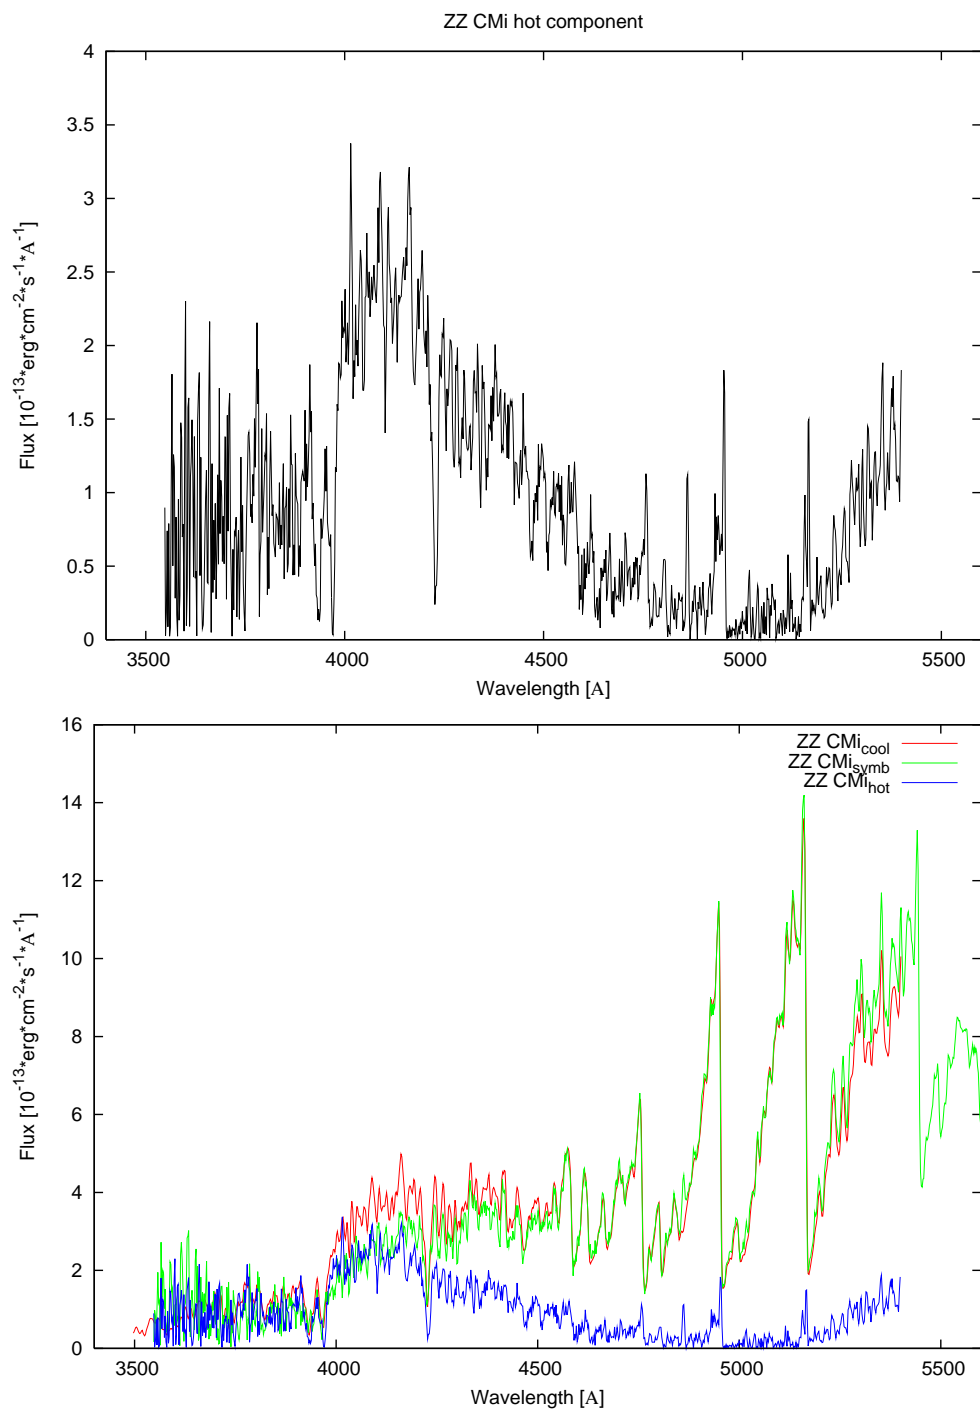 ZZ CMi hot component
4
3.5
3
2.5
2
1.5
1
0.5
0
Flux [10^-13*erg*cm^-2*s^-1*A^-1]
3500 4000 4500 5000 5500
Wavelength [A]
16
14
12
10
8
6
4
2
0
Flux [10^-13*erg*cm^-2*s^-1*A^-1]
ZZ CMi_cool
ZZ CMi_symb
ZZ CMi_hot
3500 4000 4500 5000 5500
Wavelength [A]